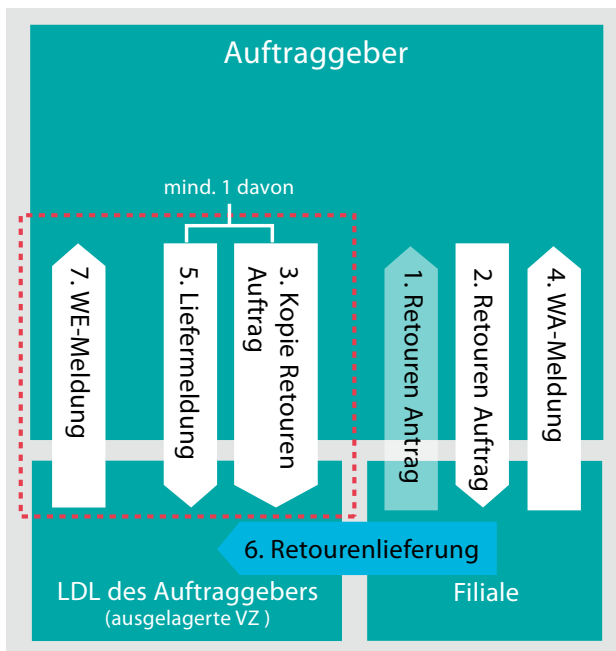 Auftraggeber
mind. 1 davon
7. WE-Meldung
5. Liefermeldung
3. Kopie Retouren
Auftrag
1. Retouren Antrag
2. Retouren Auftrag
4. WA-Meldung
6. Retourenlieferung
LDL des Auftraggebers
(ausgelagerte VZ )
Filiale